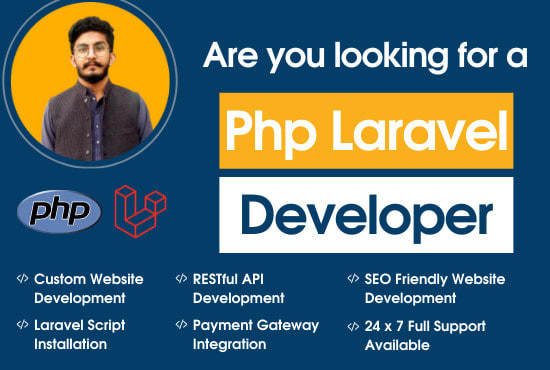 Are you looking for a
Php Laravel
Developer
php
Custom Website
Development
RESTful API
Development
SEO Friendly Website
Development
Laravel Script
Installation
Payment Gateway
Integration
24 x 7 Full Support
Available